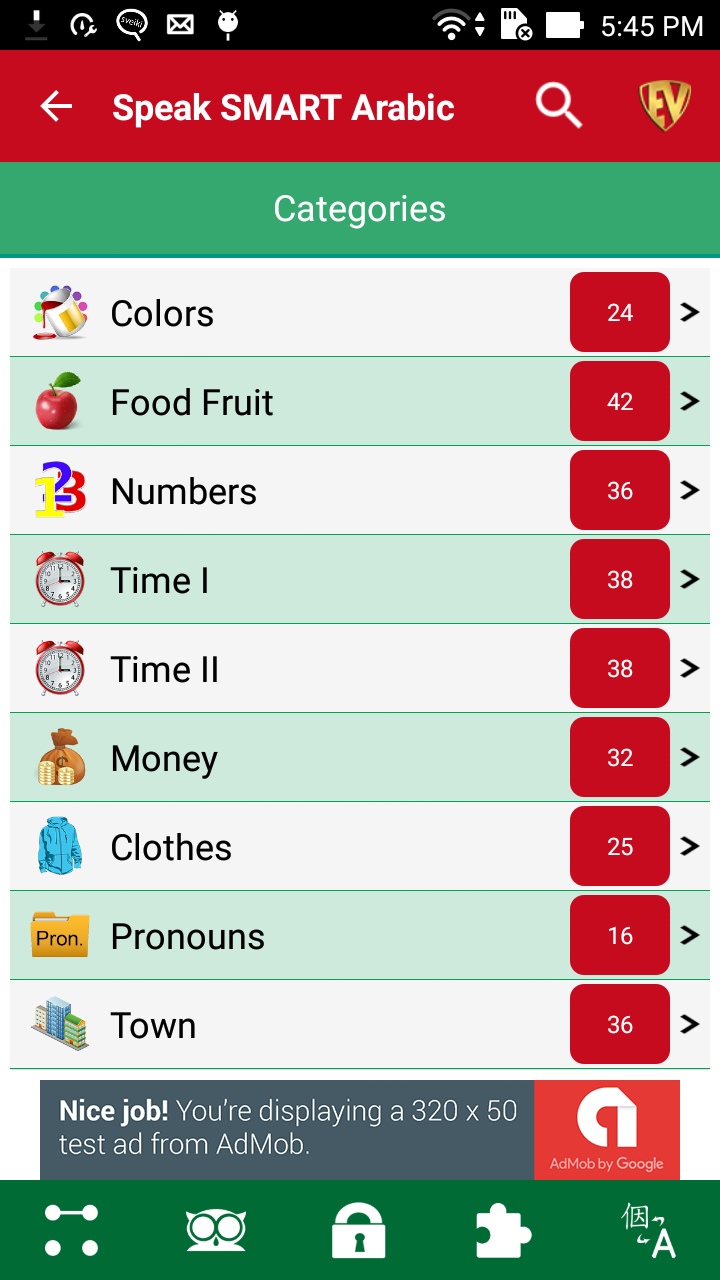 sveiki
5:45 PM
Speak SMART Arabic
EV
Categories
Colors
24
Food Fruit
42
123
Numbers
36
Time I
38
Time II
38
Money
32
Clothes
25
Pron.
Pronouns
16
Town
36
Nice job! You're displaying a 320 x 50
test ad from AdMob.
AdMob by Google
個
A